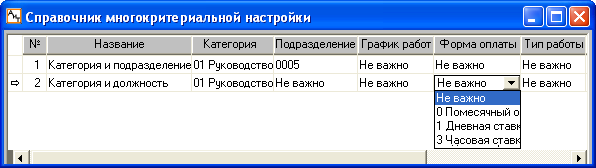 Справочник многокритериальной настройки
№ Название Категория Подразделение График работ Форма оплаты Тип работы
1 Категория и подразделение 01 Руководство 0005 Не важно Не важно Не важно
2 Категория и должность 01 Руководство Не важно Не важно Не важно Не важно
Не важно
0 Помесячный о
1 Дневная ставк
3 Часовая ставк